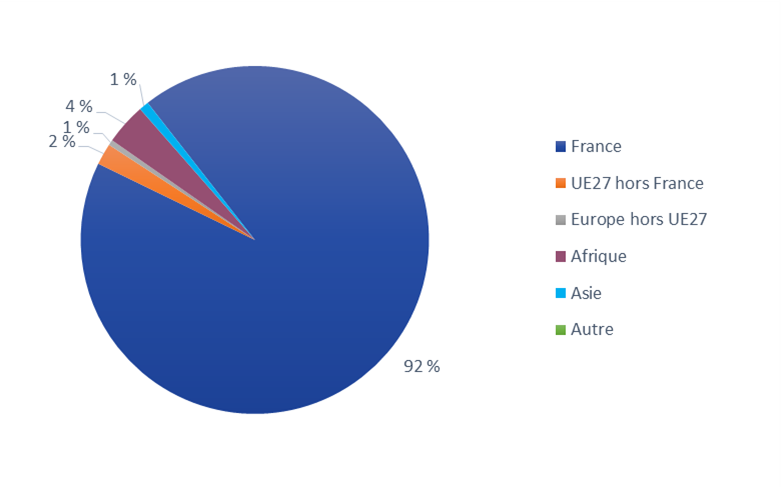 1 %
4 %
1 %
2 %
92 %
France
UE27 hors France
Europe hors UE27
Afrique
Asie
Autre